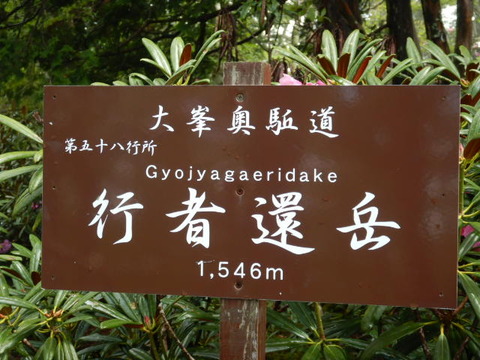 大峯奥駈道
第五十八行所
Gyojyagaeridake
行者還岳
1,546m